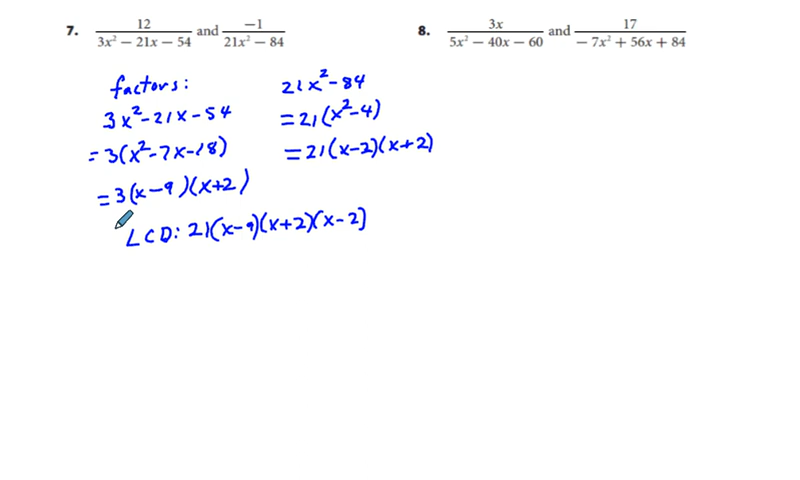 7. 12/(3x² − 21x − 54) and −1/(21x² − 84)
8. 3x/(5x² − 40x − 60) and 17/(− 7x² + 56x + 84)
factors:
3x²-21x-54
=3(x²-7x-18)
=3(x-9)(x+2)
21x²-84
=21(x²-4)
=21(x-2)(x+2)
LCD: 21(x-9)(x+2)(x-2)